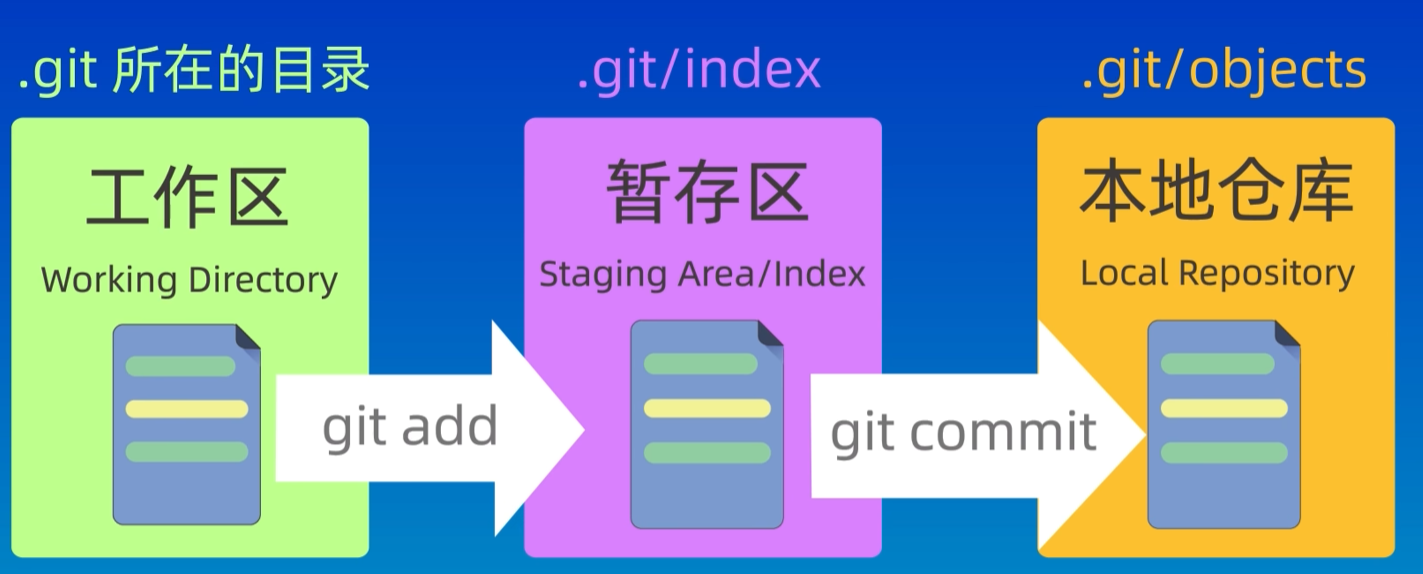 .git 所在的目录
.git/index
.git/objects
工作区
暂存区
本地仓库
Working Directory
Staging Area/Index
Local Repository
git add
git commit